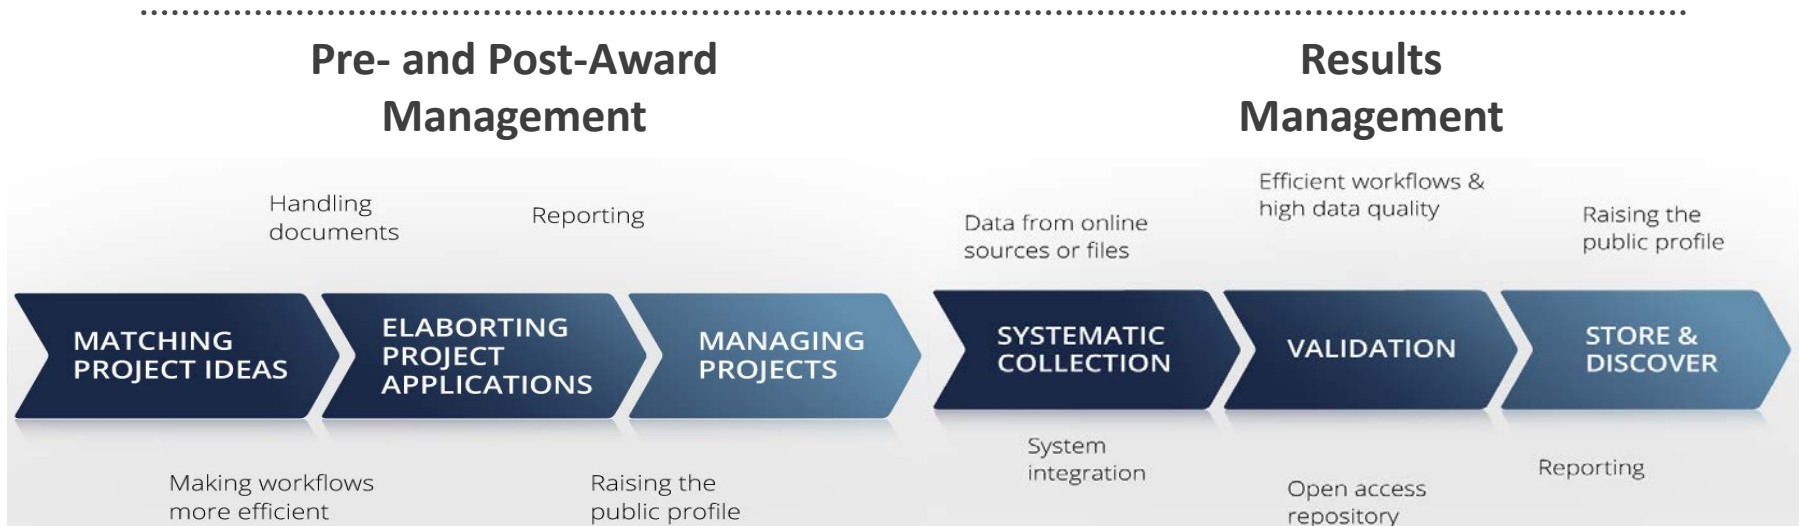 Pre- and Post-Award
Management
Handling
documents
Reporting
MATCHING
PROJECT IDEAS
ELABORTING
PROJECT
APPLICATIONS
MANAGING
PROJECTS
Making workflows
more efficient
Raising the
public profile
Results
Management
Data from online
sources or files
Efficient workflows &
high data quality
Raising the
public profile
SYSTEMATIC
COLLECTION
VALIDATION
STORE &
DISCOVER
System
integration
Open access
repository
Reporting